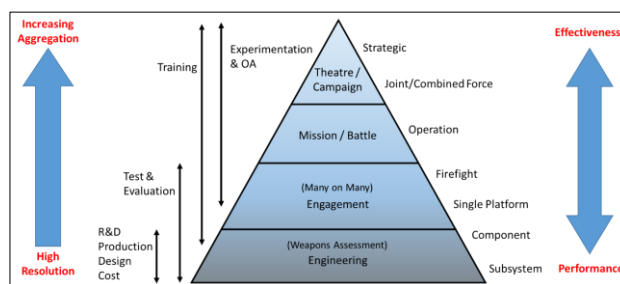 Increasing
Aggregation
High
Resolution
Training
Experimentation
& OA
Test &
Evaluation
R&D
Production
Design
Cost
Theatre /
Campaign
Mission / Battle
(Many on Many)
Engagement
(Weapons Assessment)
Engineering
Strategic
Joint/Combined Force
Operation
Firefight
Single Platform
Component
Subsystem
Effectiveness
Performance